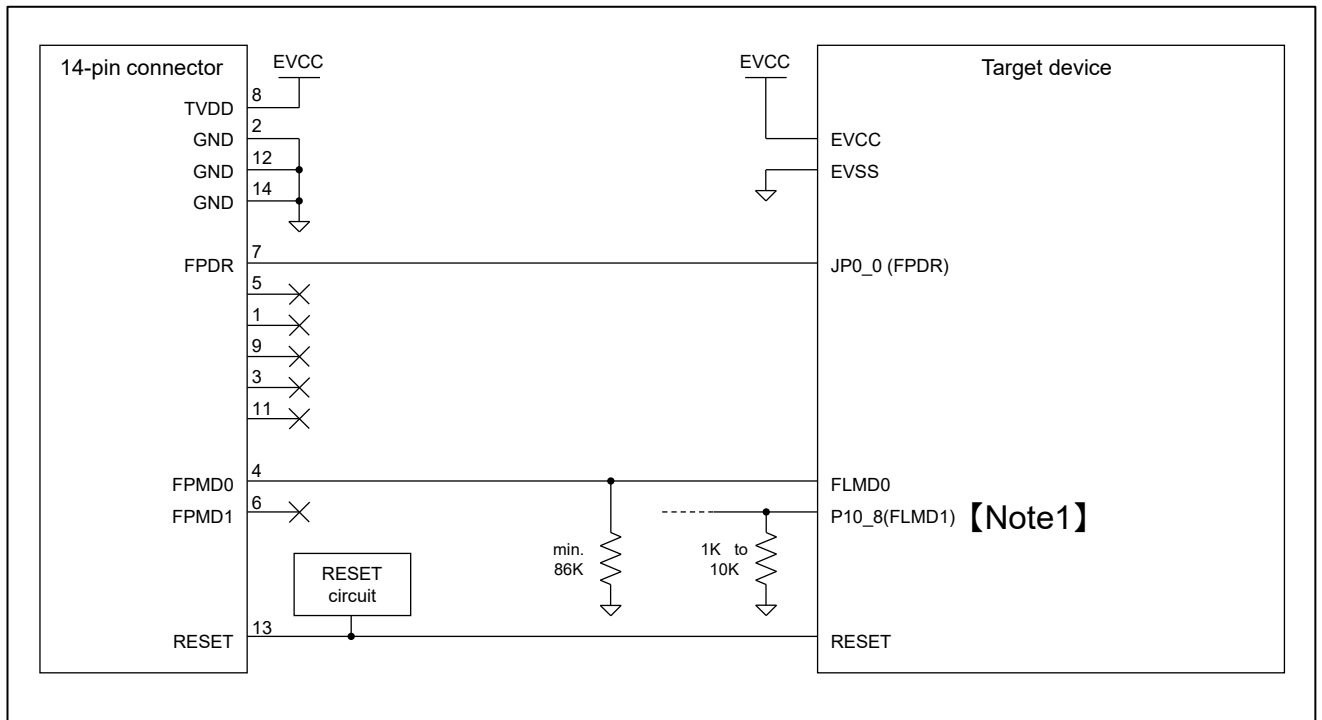 14-pin connector
EVCC
EVCC
Target device
TVDD
8
GND
2
EVCC
GND
12
EVSS
GND
14
FPDR
7
JP0_0 (FPDR)
5
1
9
3
11
FPMD0
4
FLMD0
FPMD1
6
P10_8(FLMD1)【Note1】
min.
86K
1K to
10K
RESET
circuit
RESET
13
RESET